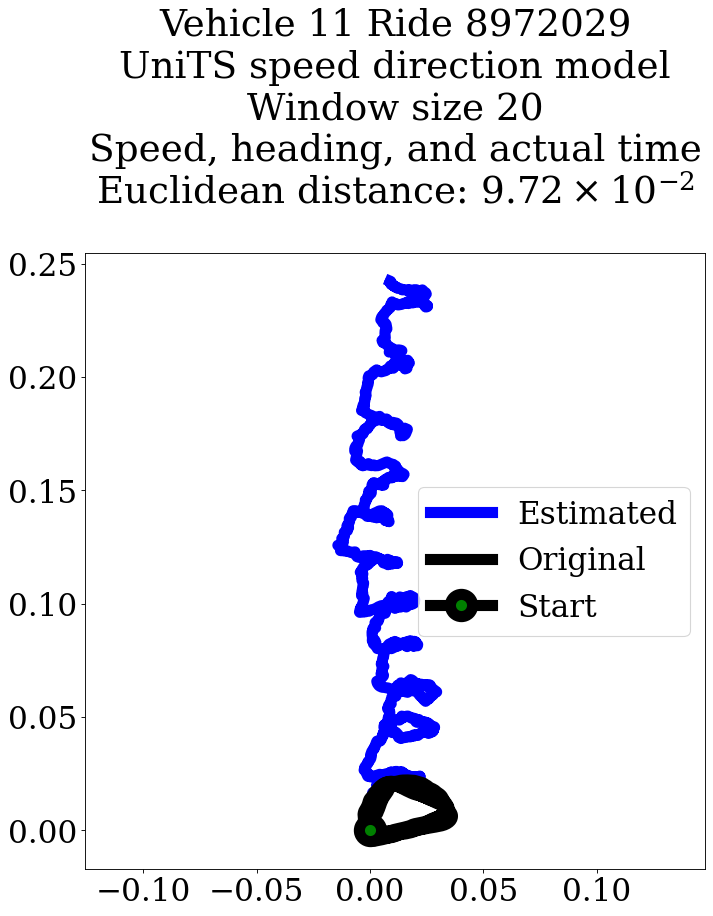 Vehicle 11 Ride 8972029
UniTS speed direction model
Window size 20
Speed, heading, and actual time
Euclidean distance: 9.72 × 10⁻²
0.25
0.20
0.15
0.10
0.05
0.00
Estimated
Original
Start
−0.10 −0.05 0.00 0.05 0.10